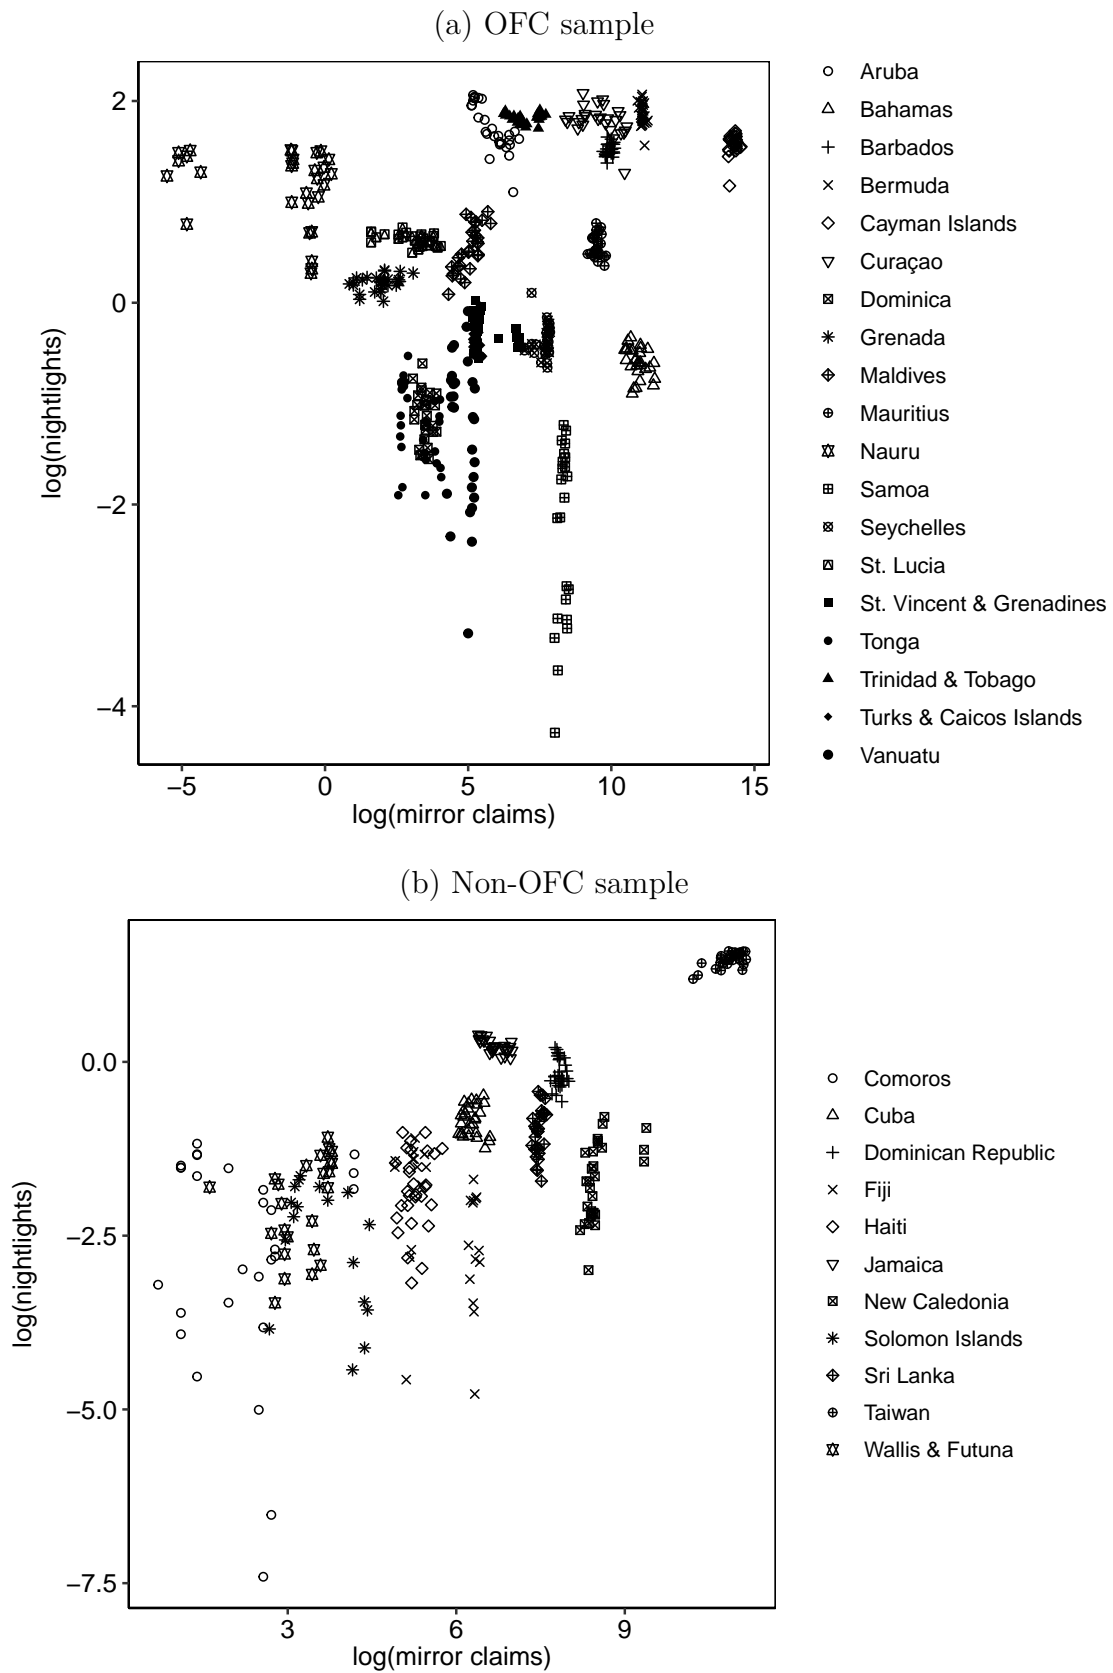 (a) OFC sample
2
0
−2
−4
−5
0
5
10
15
log(mirror claims)
log(nightlights)
Aruba
Bahamas
Barbados
Bermuda
Cayman Islands
Curaçao
Dominica
Grenada
Maldives
Mauritius
Nauru
Samoa
Seychelles
St. Lucia
St. Vincent & Grenadines
Tonga
Trinidad & Tobago
Turks & Caicos Islands
Vanuatu
(b) Non-OFC sample
0.0
−2.5
−5.0
−7.5
3
6
9
log(mirror claims)
log(nightlights)
Comoros
Cuba
Dominican Republic
Fiji
Haiti
Jamaica
New Caledonia
Solomon Islands
Sri Lanka
Taiwan
Wallis & Futuna